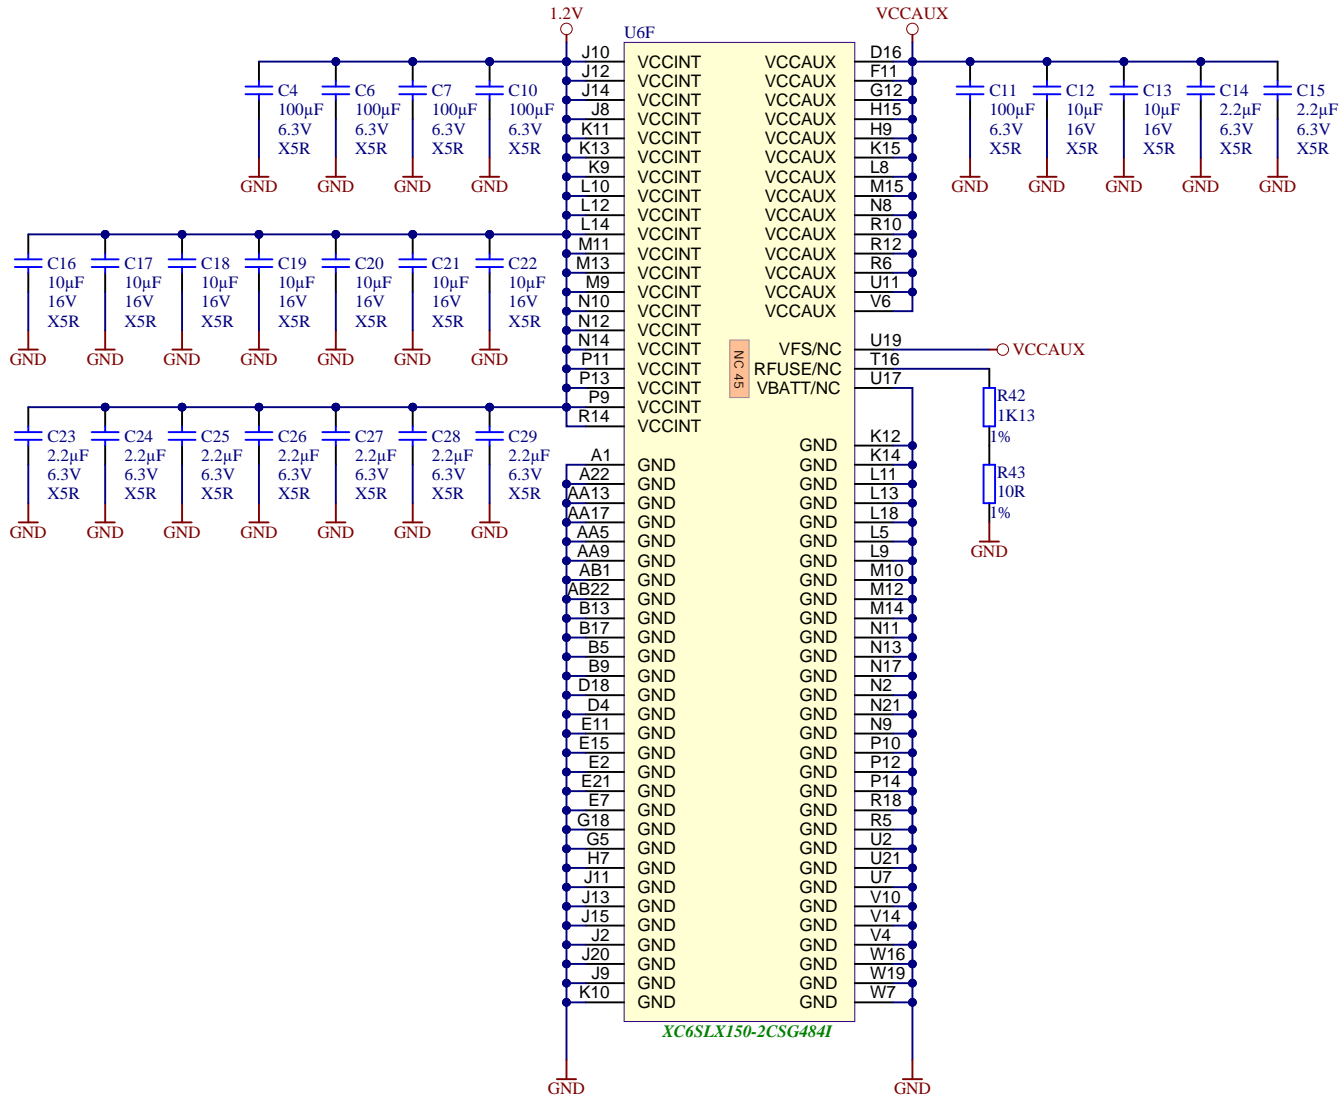 1.2V
VCCAUX
U6F
J10 VCCINT VCCAUX D16
J12 VCCINT VCCAUX F11
J14 VCCINT VCCAUX G12
J8 VCCINT VCCAUX H15
K11 VCCINT VCCAUX H9
K13 VCCINT VCCAUX K15
K9 VCCINT VCCAUX L8
L10 VCCINT VCCAUX M15
L12 VCCINT VCCAUX N8
L14 VCCINT VCCAUX R10
M11 VCCINT VCCAUX R12
M13 VCCINT VCCAUX R6
M9 VCCINT VCCAUX U11
N10 VCCINT VCCAUX V6
N12 VCCINT
N14 VCCINT VFS/NC U19 VCCAUX
P11 VCCINT RFUSE/NC T16
P13 VCCINT VBATT/NC U17
P9 VCCINT
R14 VCCINT
NC 45
GND K12
A1 GND GND K14
A22 GND GND L11
AA13 GND GND L13
AA17 GND GND L18
AA5 GND GND L5
AA9 GND GND L9
AB1 GND GND M10
AB22 GND GND M12
B13 GND GND M14
B17 GND GND N11
B5 GND GND N13
B9 GND GND N17
D18 GND GND N2
D4 GND GND N21
E11 GND GND N9
E15 GND GND P10
E2 GND GND P12
E21 GND GND P14
E7 GND GND R18
G18 GND GND R5
G5 GND GND U2
H7 GND GND U21
J11 GND GND U7
J13 GND GND V10
J15 GND GND V14
J2 GND GND V4
J20 GND GND W16
J9 GND GND W19
K10 GND GND W7
XC6SLX150-2CSG484I
GND GND
C4 C6 C7 C10
100µF 100µF 100µF 100µF
6.3V 6.3V 6.3V 6.3V
X5R X5R X5R X5R
GND GND GND GND
C11 C12 C13 C14 C15
100µF 10µF 10µF 2.2µF 2.2µF
6.3V 16V 16V 6.3V 6.3V
X5R X5R X5R X5R X5R
GND GND GND GND GND
C16 C17 C18 C19 C20 C21 C22
10µF 10µF 10µF 10µF 10µF 10µF 10µF
16V 16V 16V 16V 16V 16V 16V
X5R X5R X5R X5R X5R X5R X5R
GND GND GND GND GND GND GND
C23 C24 C25 C26 C27 C28 C29
2.2µF 2.2µF 2.2µF 2.2µF 2.2µF 2.2µF 2.2µF
6.3V 6.3V 6.3V 6.3V 6.3V 6.3V 6.3V
X5R X5R X5R X5R X5R X5R X5R
GND GND GND GND GND GND GND
R42
1K13
1%
R43
10R
1%
GND